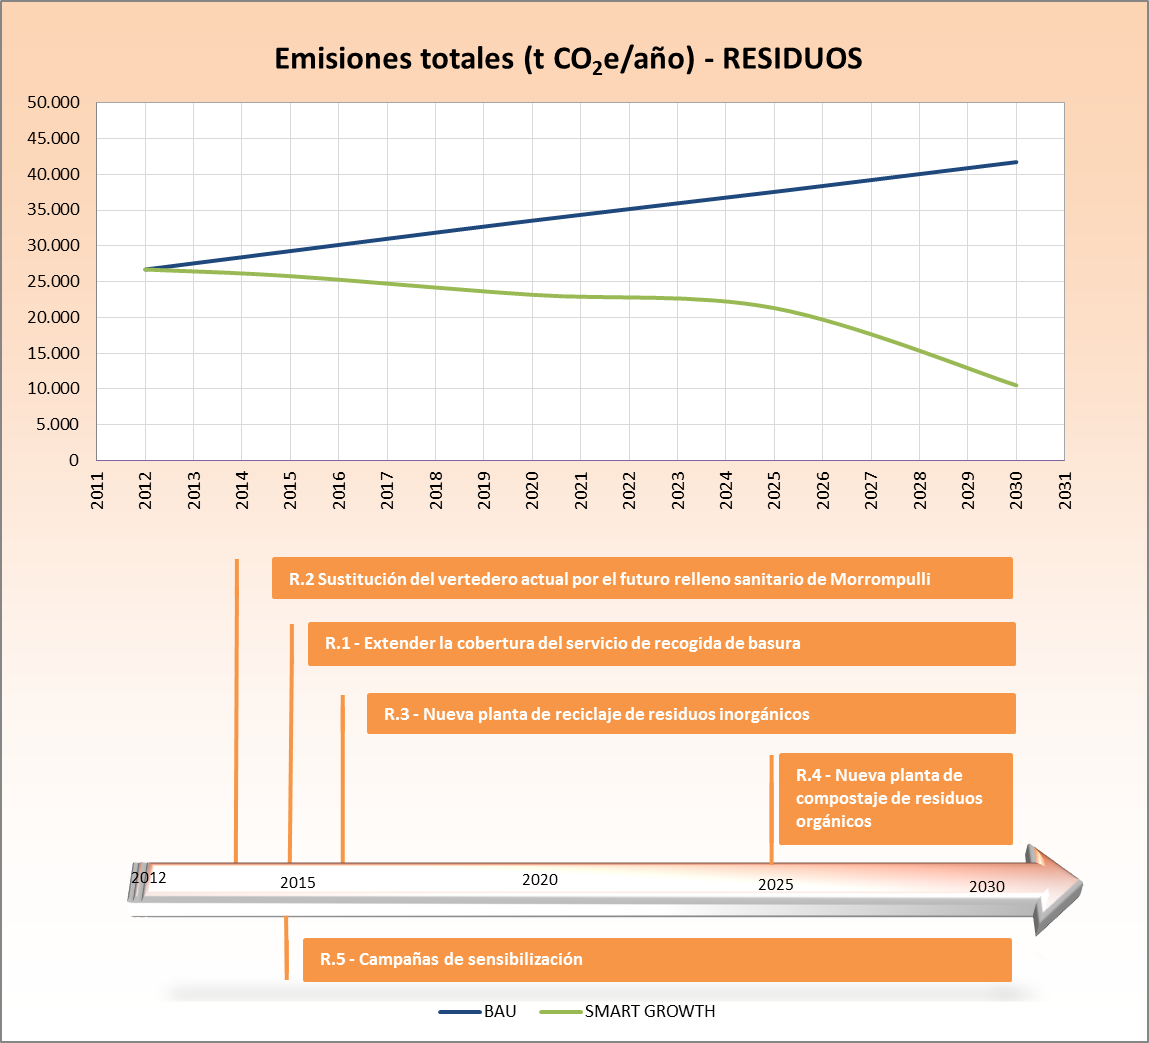 Emisiones totales (t CO₂e/año) - RESIDUOS
50.000
45.000
40.000
35.000
30.000
25.000
20.000
15.000
10.000
5.000
0
2011 2012 2013 2014 2015 2016 2017 2018 2019 2020 2021 2022 2023 2024 2025 2026 2027 2028 2029 2030 2031
R.2 Sustitución del vertedero actual por el futuro relleno sanitario de Morrompulli
R.1 - Extender la cobertura del servicio de recogida de basura
R.3 - Nueva planta de reciclaje de residuos inorgánicos
R.4 - Nueva planta de
compostaje de residuos
orgánicos
2012 2015 2020 2025 2030
R.5 - Campañas de sensibilización
BAU SMART GROWTH